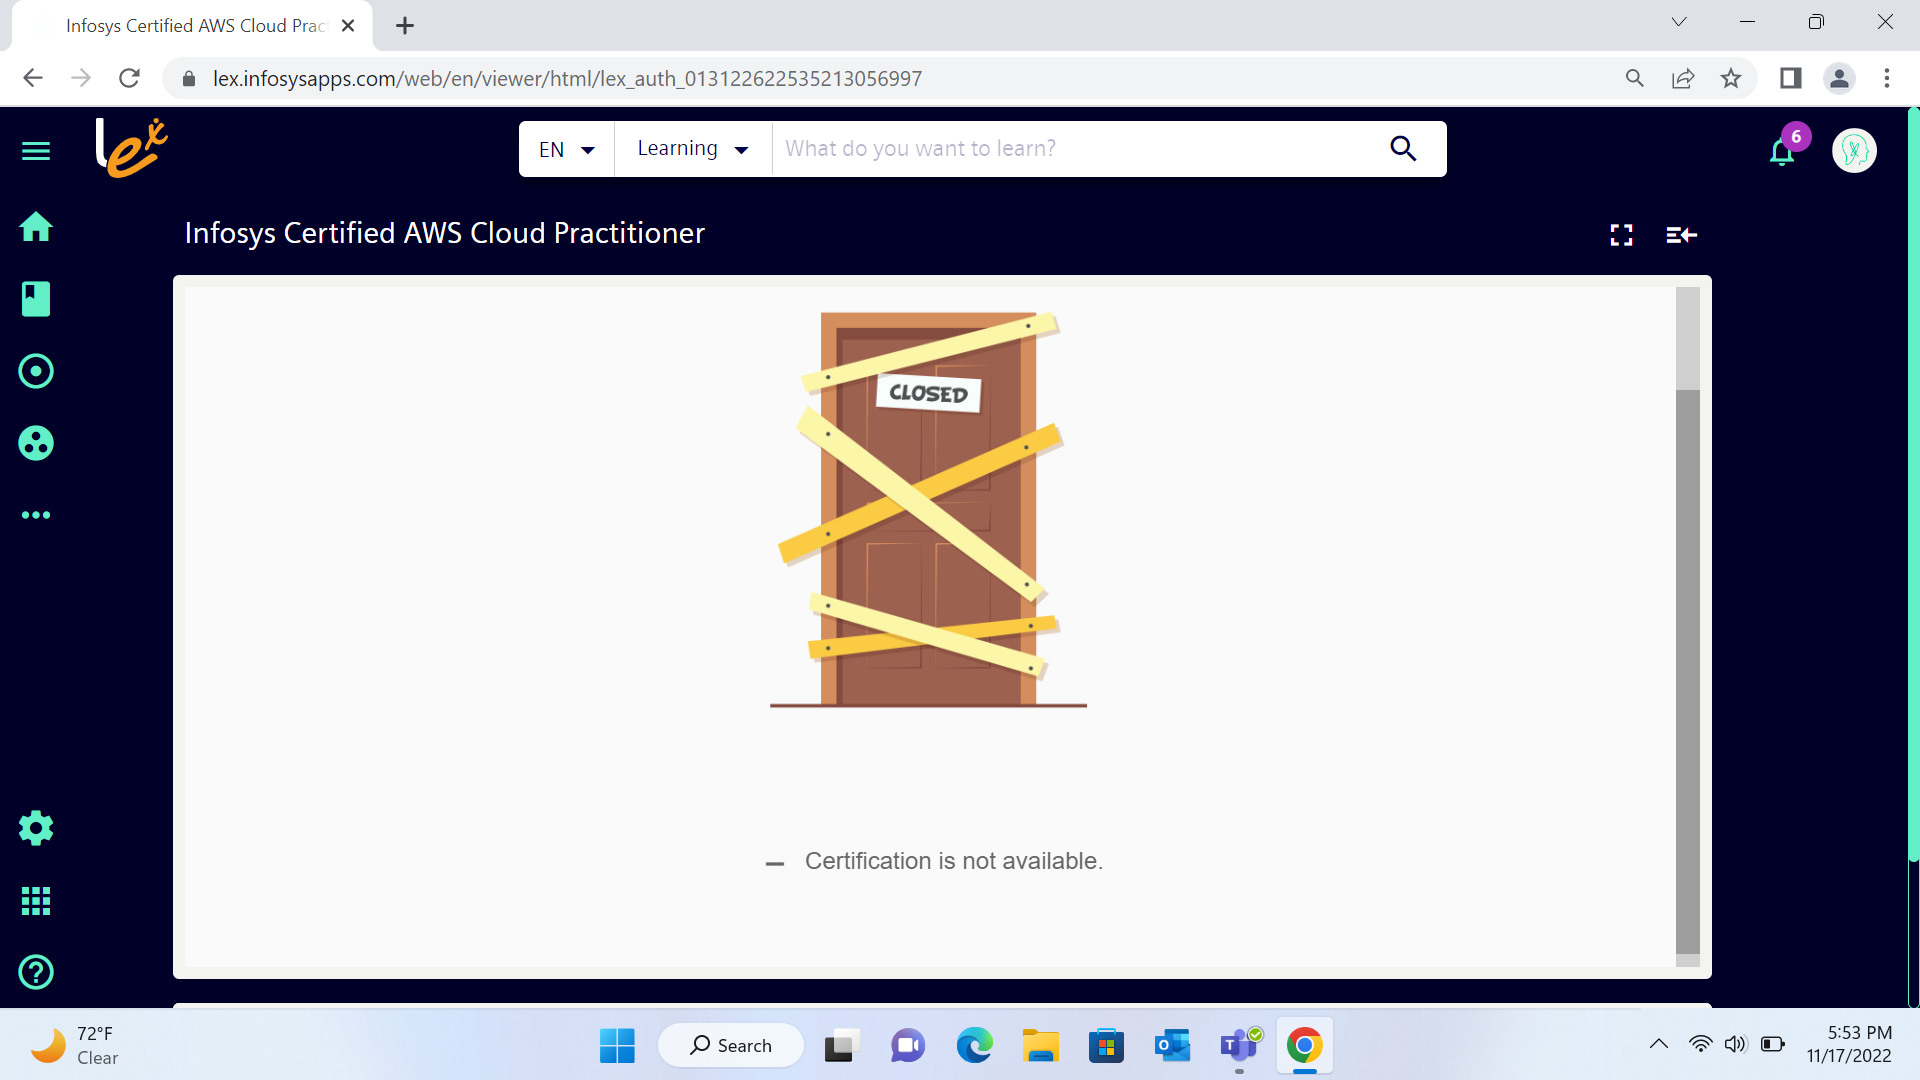 Infosys Certified AWS Cloud Prac
lex.infosysapps.com/web/en/viewer/html/lex_auth_013122622535213056997
Lex
EN
Learning
What do you want to learn?
6
Infosys Certified AWS Cloud Practitioner
CLOSED
– Certification is not available.
72°F
Clear
Search
5:53 PM
11/17/2022